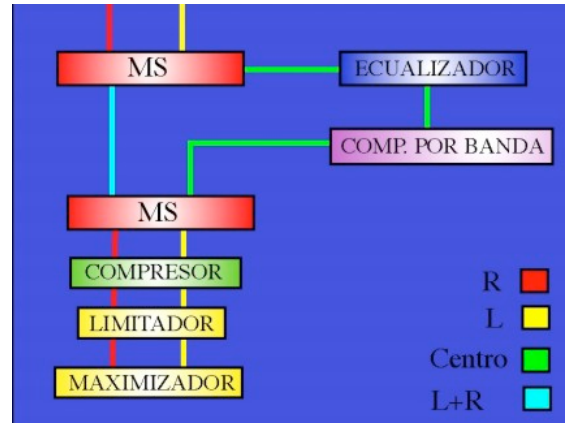 MS
ECUALIZADOR
COMP. POR BANDA
MS
COMPRESOR
LIMITADOR
MAXIMIZADOR
R
L
Centro
L+R